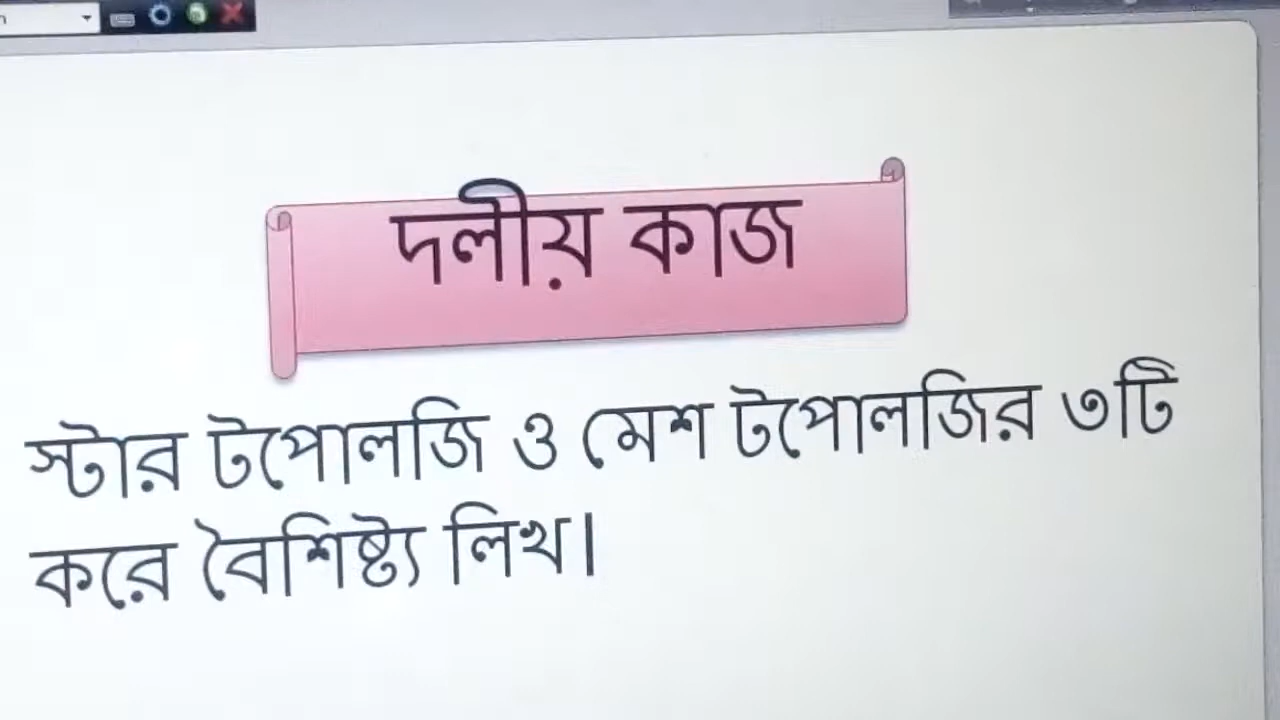 দলীয় কাজ
স্টার টপোলজি ও মেশ টপোলজির ৩টি
করে বৈশিষ্ট্য লিখ।